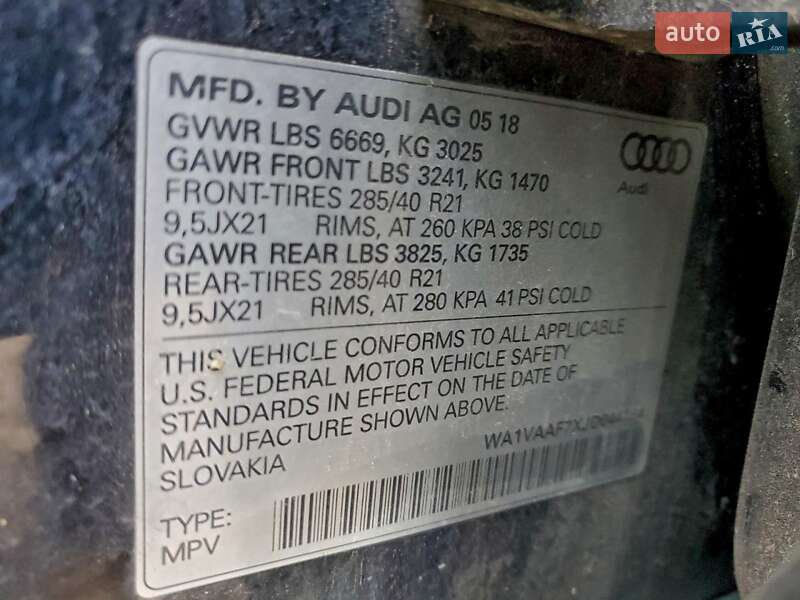 auto RIA.com
MFD. BY AUDI AG 05 18
GVWR LBS 6669, KG 3025
GAWR FRONT LBS 3241, KG 1470
FRONT-TIRES 285/40 R21
9,5JX21 RIMS, AT 260 KPA 38 PSI COLD
GAWR REAR LBS 3825, KG 1735
REAR-TIRES 285/40 R21
9,5JX21 RIMS, AT 280 KPA 41 PSI COLD
Audi
THIS VEHICLE CONFORMS TO ALL APPLICABLE
U.S. FEDERAL MOTOR VEHICLE SAFETY
STANDARDS IN EFFECT ON THE DATE OF
MANUFACTURE SHOWN ABOVE.
SLOVAKIA
TYPE:
MPV